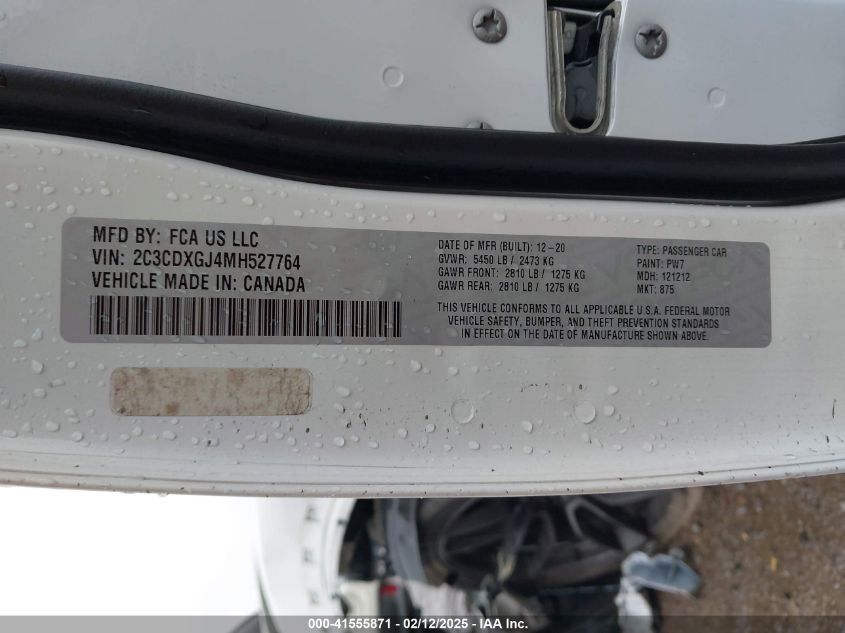 MFD BY: FCA US LLC
VIN: 2C3CDXGJ4MH527764
VEHICLE MADE IN: CANADA
DATE OF MFR (BUILT): 12-20
GVWR: 5450 LB / 2473 KG
GAWR FRONT: 2810 LB / 1275 KG
GAWR REAR: 2810 LB / 1275 KG
TYPE: PASSENGER CAR
PAINT: PW7
MDH: 121212
MKT: 875
THIS VEHICLE CONFORMS TO ALL APPLICABLE U.S.A. FEDERAL MOTOR
VEHICLE SAFETY, BUMPER, AND THEFT PREVENTION STANDARDS
IN EFFECT ON THE DATE OF MANUFACTURE SHOWN ABOVE.
000-41555871 - 02/12/2025 - IAA Inc.